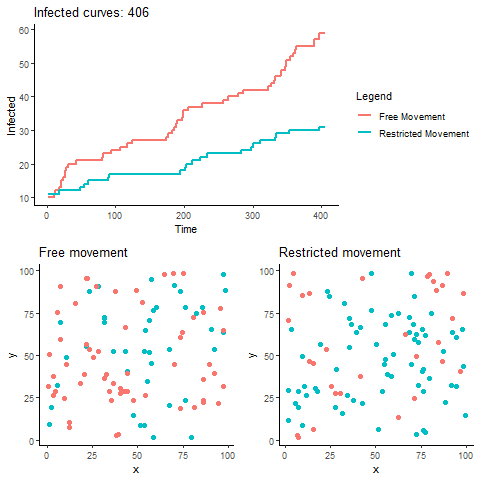 Infected curves: 406
60
50
40
30
20
10
Infected
0 100 200 300 400
Time
Legend
Free Movement
Restricted Movement
Free movement
100
75
50
25
0
y
0 25 50 75 100
x
Restricted movement
100
75
50
25
0
y
0 25 50 75 100
x